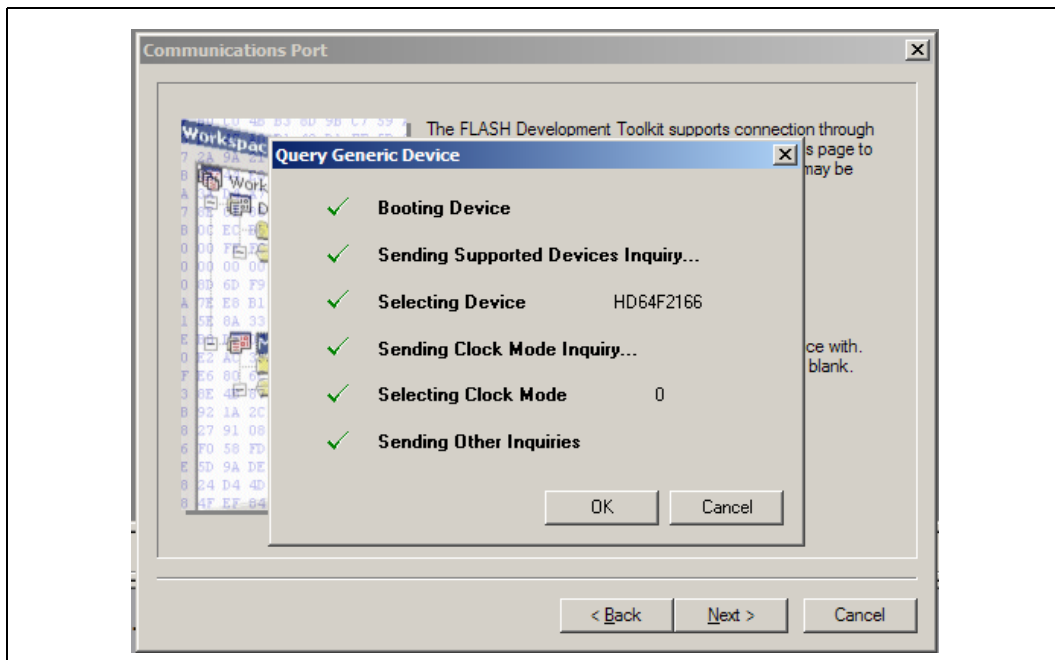 Communications Port
The FLASH Development Toolkit supports connection through
s page to
may be
Workspac
Query Generic Device
Work
Booting Device
Sending Supported Devices Inquiry...
Selecting Device HD64F2166
Sending Clock Mode Inquiry...
ce with.
blank.
Selecting Clock Mode 0
Sending Other Inquiries
OK Cancel
< Back Next > Cancel